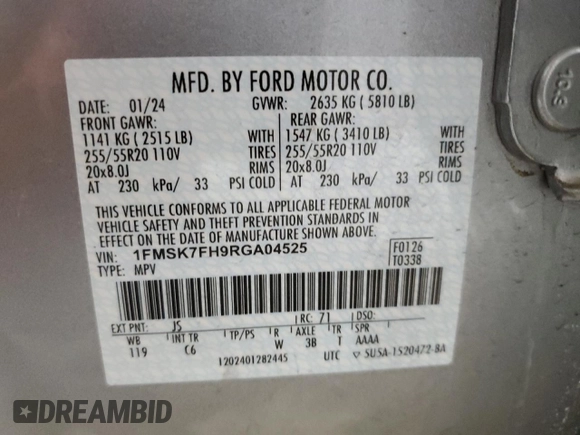 MFD. BY FORD MOTOR CO.
DATE: 01/24 GVWR: 2635 KG ( 5810 LB)
FRONT GAWR: REAR GAWR:
1141 KG ( 2515 LB) WITH 1547 KG ( 3410 LB) WITH
255/55R20 110V TIRES 255/55R20 110V TIRES
20x8.0J RIMS 20x8.0J RIMS
AT 230 kPa/ 33 PSI COLD AT 230 kPa/ 33 PSI COLD
THIS VEHICLE CONFORMS TO ALL APPLICABLE FEDERAL MOTOR
VEHICLE SAFETY AND THEFT PREVENTION STANDARDS IN
EFFECT ON THE DATE OF MANUFACTURE SHOWN ABOVE.
VIN: 1FMSK7FH9RGA04525 F0126
TYPE: MPV T0338
EXT PNT: JS RC: 71 DSO:
WB INT TR TP/PS R AXLE TR SPR
119 C6 W 3B T AAAA
1202401282445 UTC ▽ 5USA-1520472-BA
10.9
DREAMBID